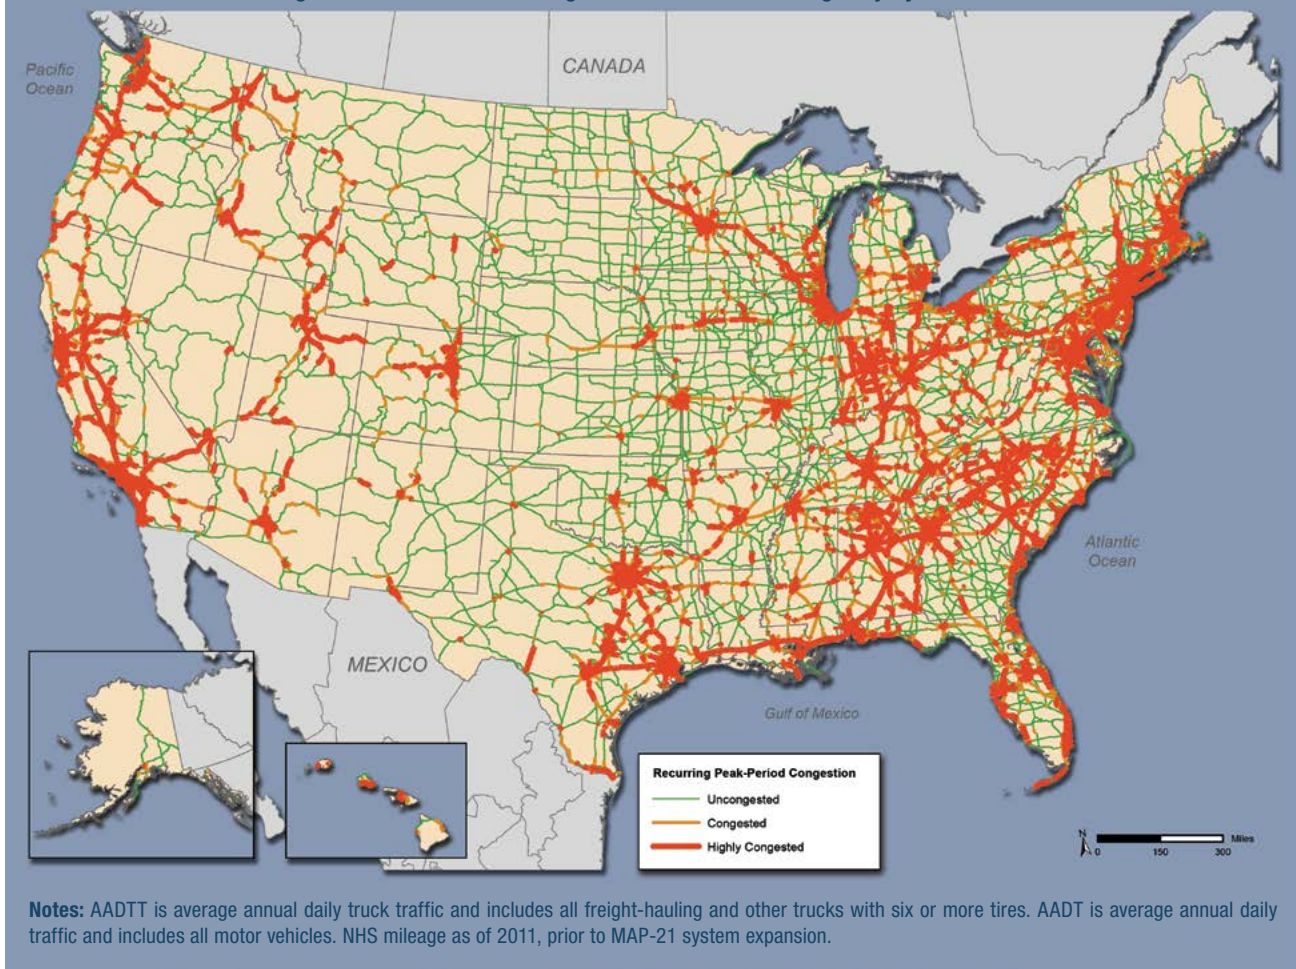 Pacific
Ocean
CANADA
Atlantic
Ocean
MEXICO
Gulf of Mexico
Recurring Peak-Period Congestion
Uncongested
Congested
Highly Congested
N
0 150 300 Miles
Notes: AADTT is average annual daily truck traffic and includes all freight-hauling and other trucks with six or more tires. AADT is average annual daily
traffic and includes all motor vehicles. NHS mileage as of 2011, prior to MAP-21 system expansion.